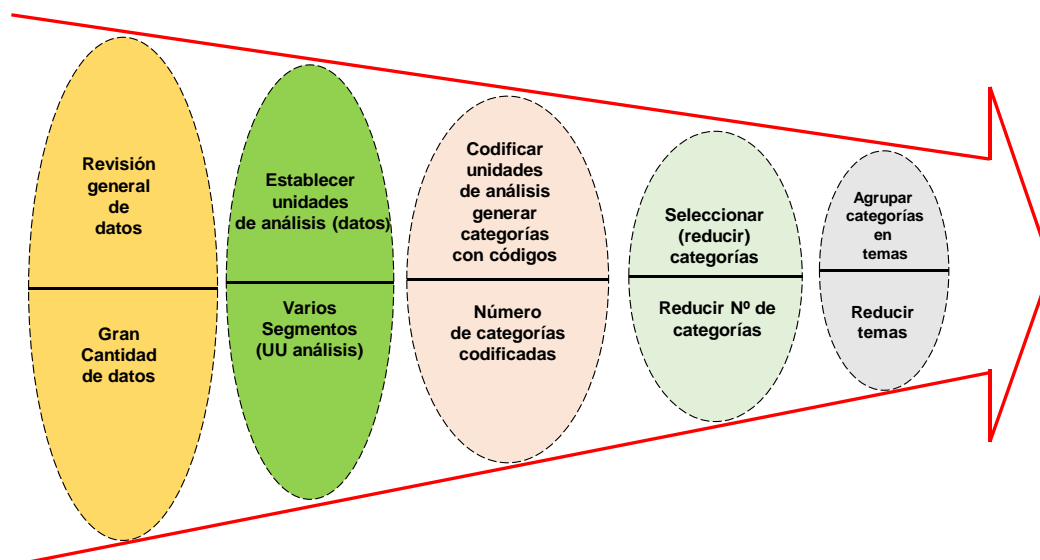 Revisión
general
de
datos
Gran
Cantidad
de datos
Establecer
unidades
de análisis (datos)
Varios
Segmentos
(UU análisis)
Codificar
unidades
de análisis
generar
categorías
con códigos
Número
de categorías
codificadas
Seleccionar
(reducir)
categorías
Reducir Nº de
categorías
Agrupar
categorías
en
temas
Reducir
temas